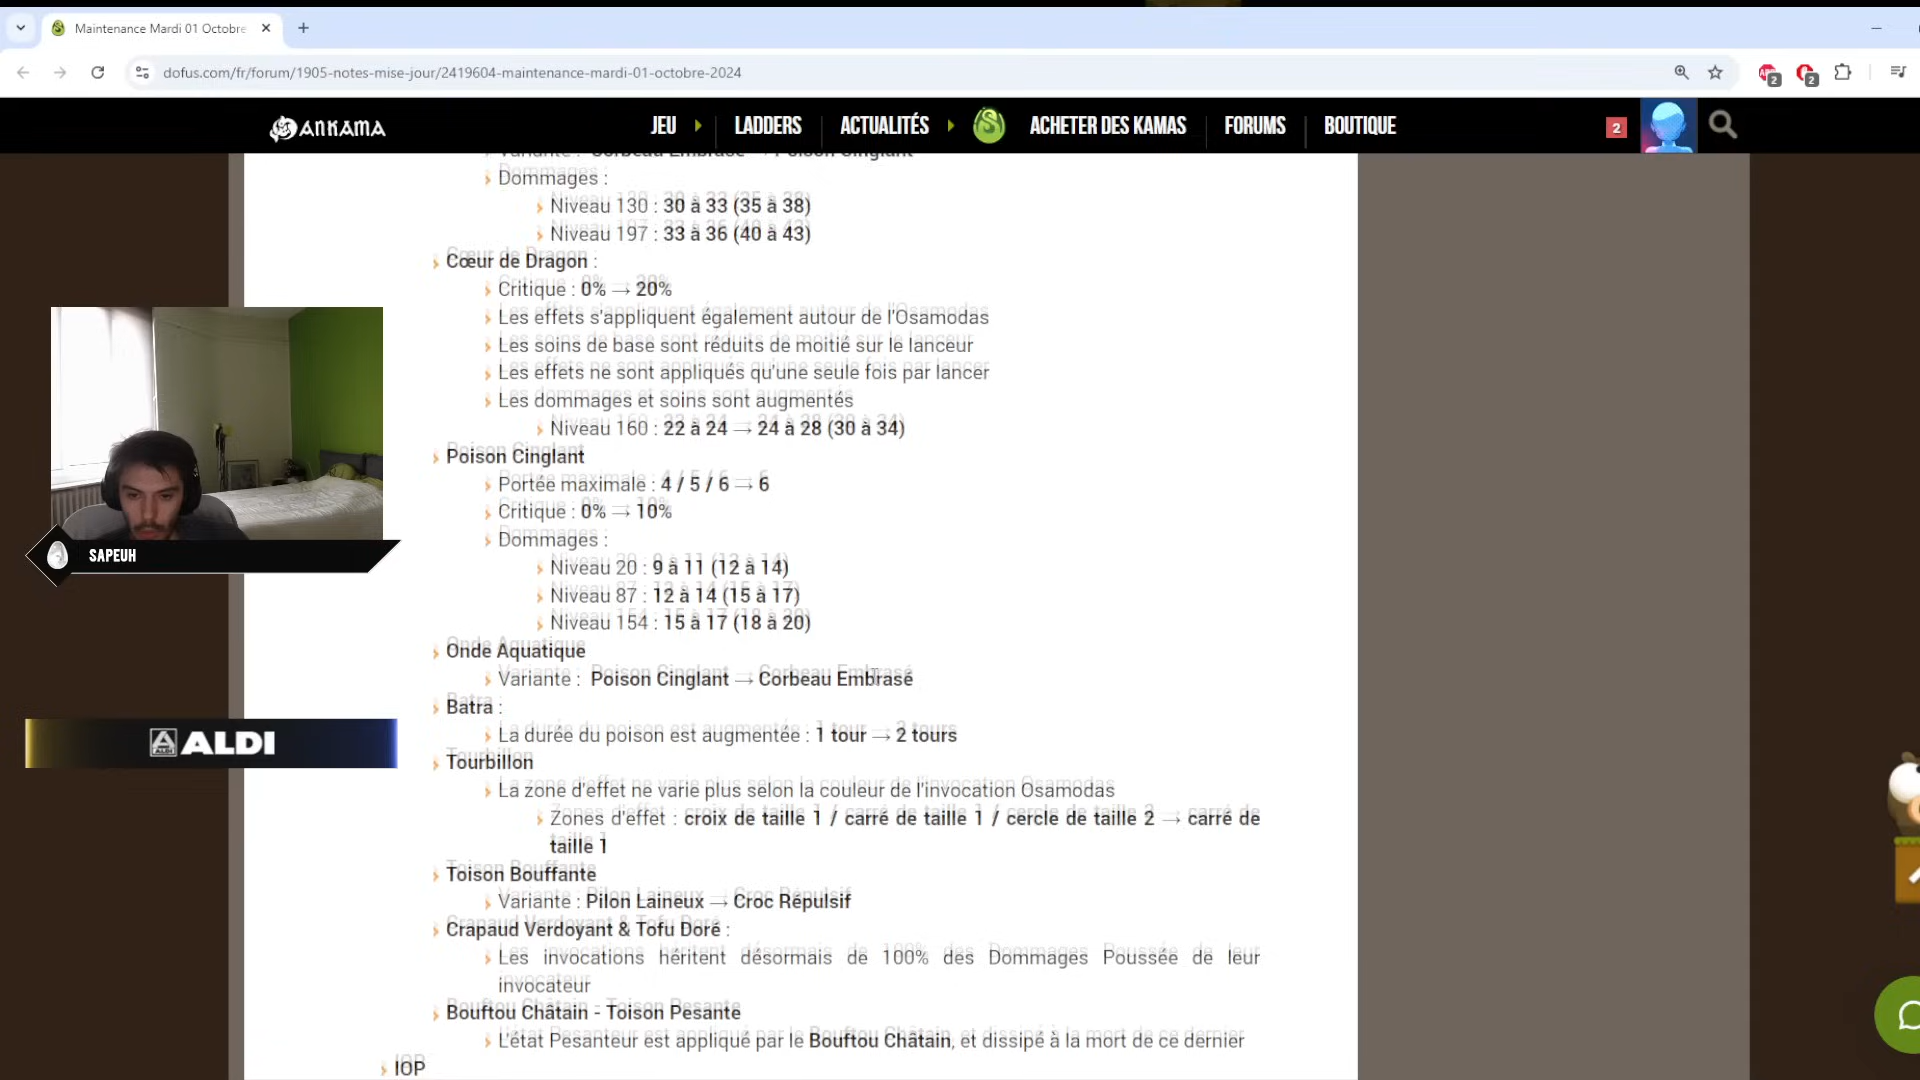 Maintenance Mardi 01 Octobre
dofus.com/fr/forum/1905-notes-mise-jour/2419604-maintenance-mardi-01-octobre-2024
2
2
ANKAMA
JEU
LADDERS
ACTUALITÉS
ACHETER DES KAMAS
FORUMS
BOUTIQUE
2
Variante : Corbeau Embrasé → Poison Cinglant
Dommages :
Niveau 130 : 30 à 33 (35 à 38)
Niveau 197 : 33 à 36 (40 à 43)
Cœur de Dragon :
Critique : 0% → 20%
Les effets s'appliquent également autour de l'Osamodas
Les soins de base sont réduits de moitié sur le lanceur
Les effets ne sont appliqués qu'une seule fois par lancer
Les dommages et soins sont augmentés
Niveau 160 : 22 à 24 → 24 à 28 (30 à 34)
Poison Cinglant
Portée maximale : 4 / 5 / 6 → 6
Critique : 0% → 10%
Dommages :
Niveau 20 : 9 à 11 (12 à 14)
Niveau 87 : 12 à 14 (15 à 17)
Niveau 154 : 15 à 17 (18 à 20)
Onde Aquatique
Variante : Poison Cinglant → Corbeau Embrasé
Batra :
La durée du poison est augmentée : 1 tour → 2 tours
Tourbillon
La zone d'effet ne varie plus selon la couleur de l'invocation Osamodas
Zones d'effet : croix de taille 1 / carré de taille 1 / cercle de taille 2 → carré de
taille 1
Toison Bouffante
Variante : Pilon Laineux → Croc Répulsif
Crapaud Verdoyant & Tofu Doré :
Les invocations héritent désormais de 100% des Dommages Poussée de leur
invocateur
Bouftou Châtain - Toison Pesante
L'état Pesanteur est appliqué par le Bouftou Châtain, et dissipé à la mort de ce dernier
IOP
SAPEUH
ALDI